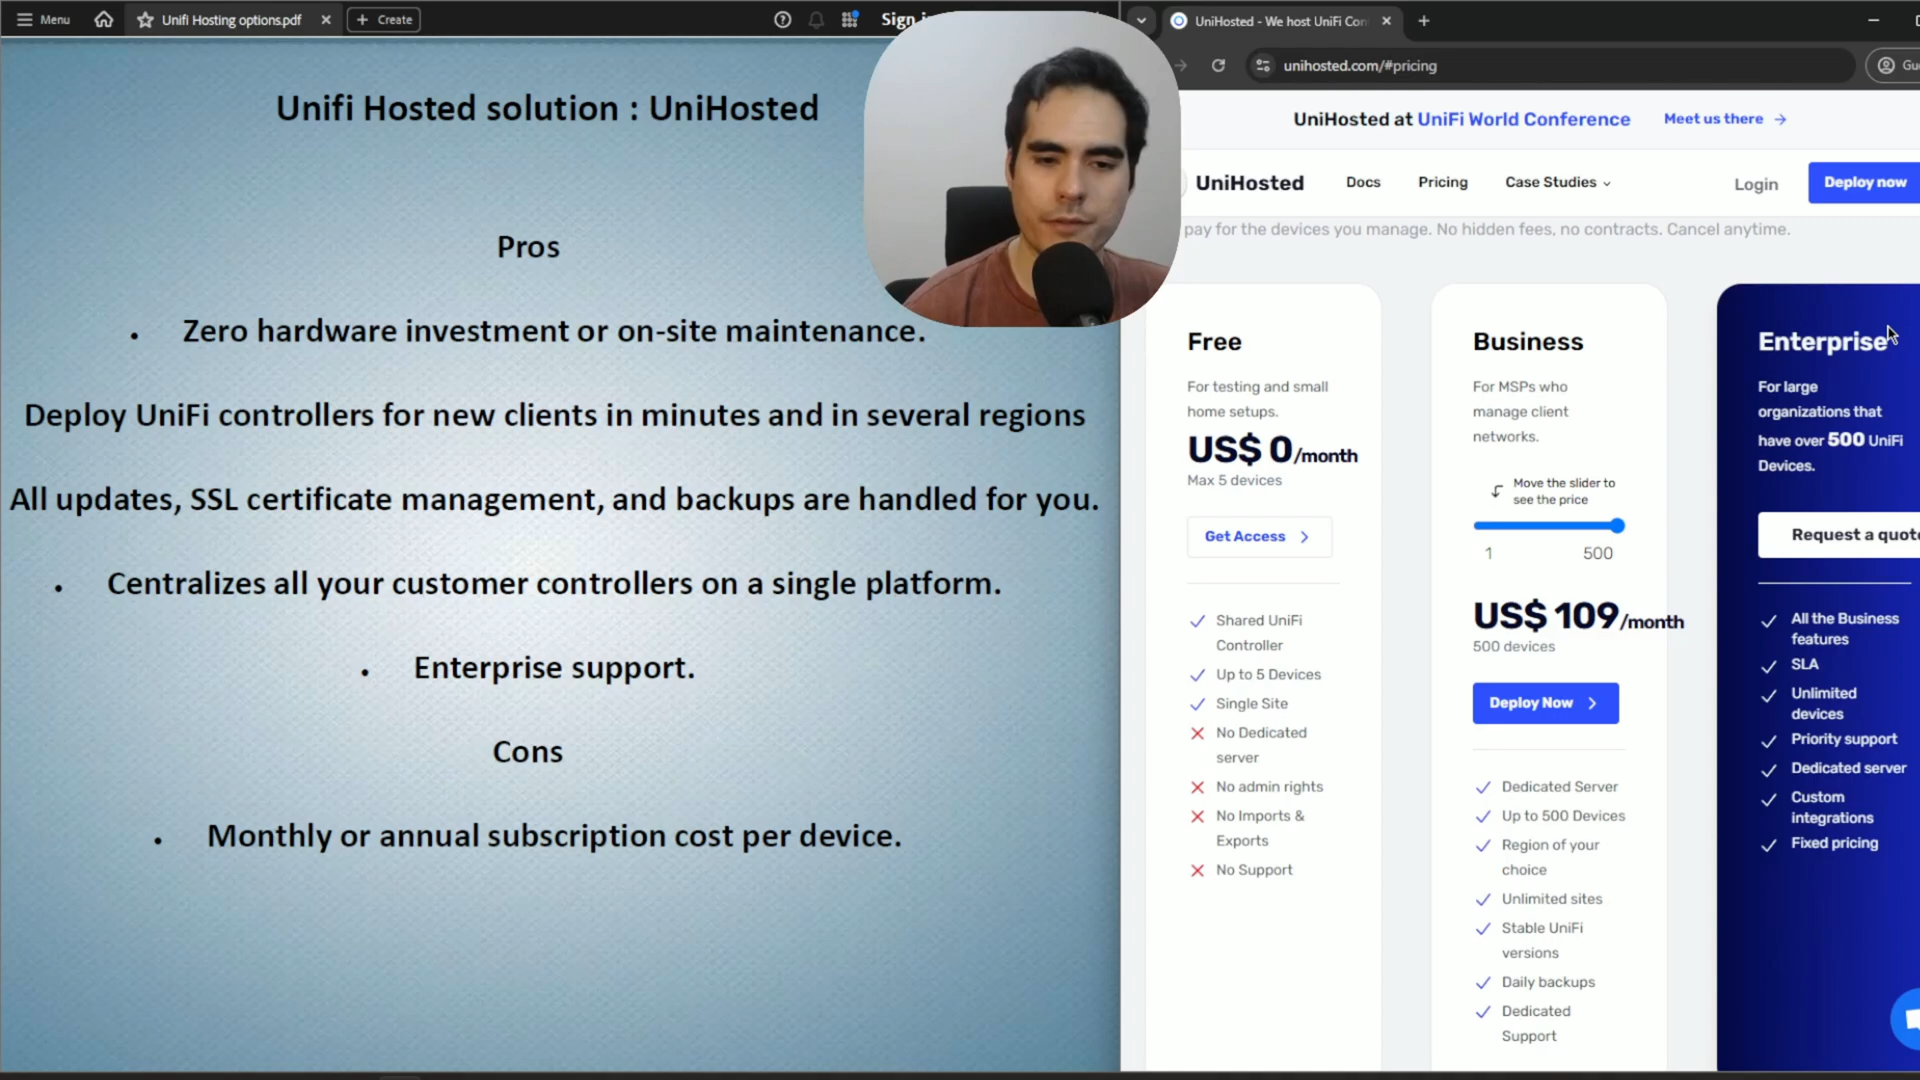 Menu
Unifi Hosting options.pdf
Create
Sign
Unifi Hosted solution : UniHosted
Pros
• Zero hardware investment or on-site maintenance.
Deploy UniFi controllers for new clients in minutes and in several regions
All updates, SSL certificate management, and backups are handled for you.
• Centralizes all your customer controllers on a single platform.
• Enterprise support.
Cons
• Monthly or annual subscription cost per device.
UniHosted - We host UniFi Con
unihosted.com/#pricing
UniHosted at UniFi World Conference
Meet us there →
UniHosted
Docs
Pricing
Case Studies
Login
Deploy now
pay for the devices you manage. No hidden fees, no contracts. Cancel anytime.
Free
For testing and small
home setups.
US$ 0/month
Max 5 devices
Get Access
Shared UniFi
Controller
Up to 5 Devices
Single Site
No Dedicated
server
No admin rights
No Imports &
Exports
No Support
Business
For MSPs who
manage client
networks.
Move the slider to
see the price
1
500
US$ 109/month
500 devices
Deploy Now
Dedicated Server
Up to 500 Devices
Region of your
choice
Unlimited sites
Stable UniFi
versions
Daily backups
Dedicated
Support
Enterprise
For large
organizations that
have over 500 UniFi
Devices.
Request a quote
All the Business
features
SLA
Unlimited
devices
Priority support
Dedicated server
Custom
integrations
Fixed pricing